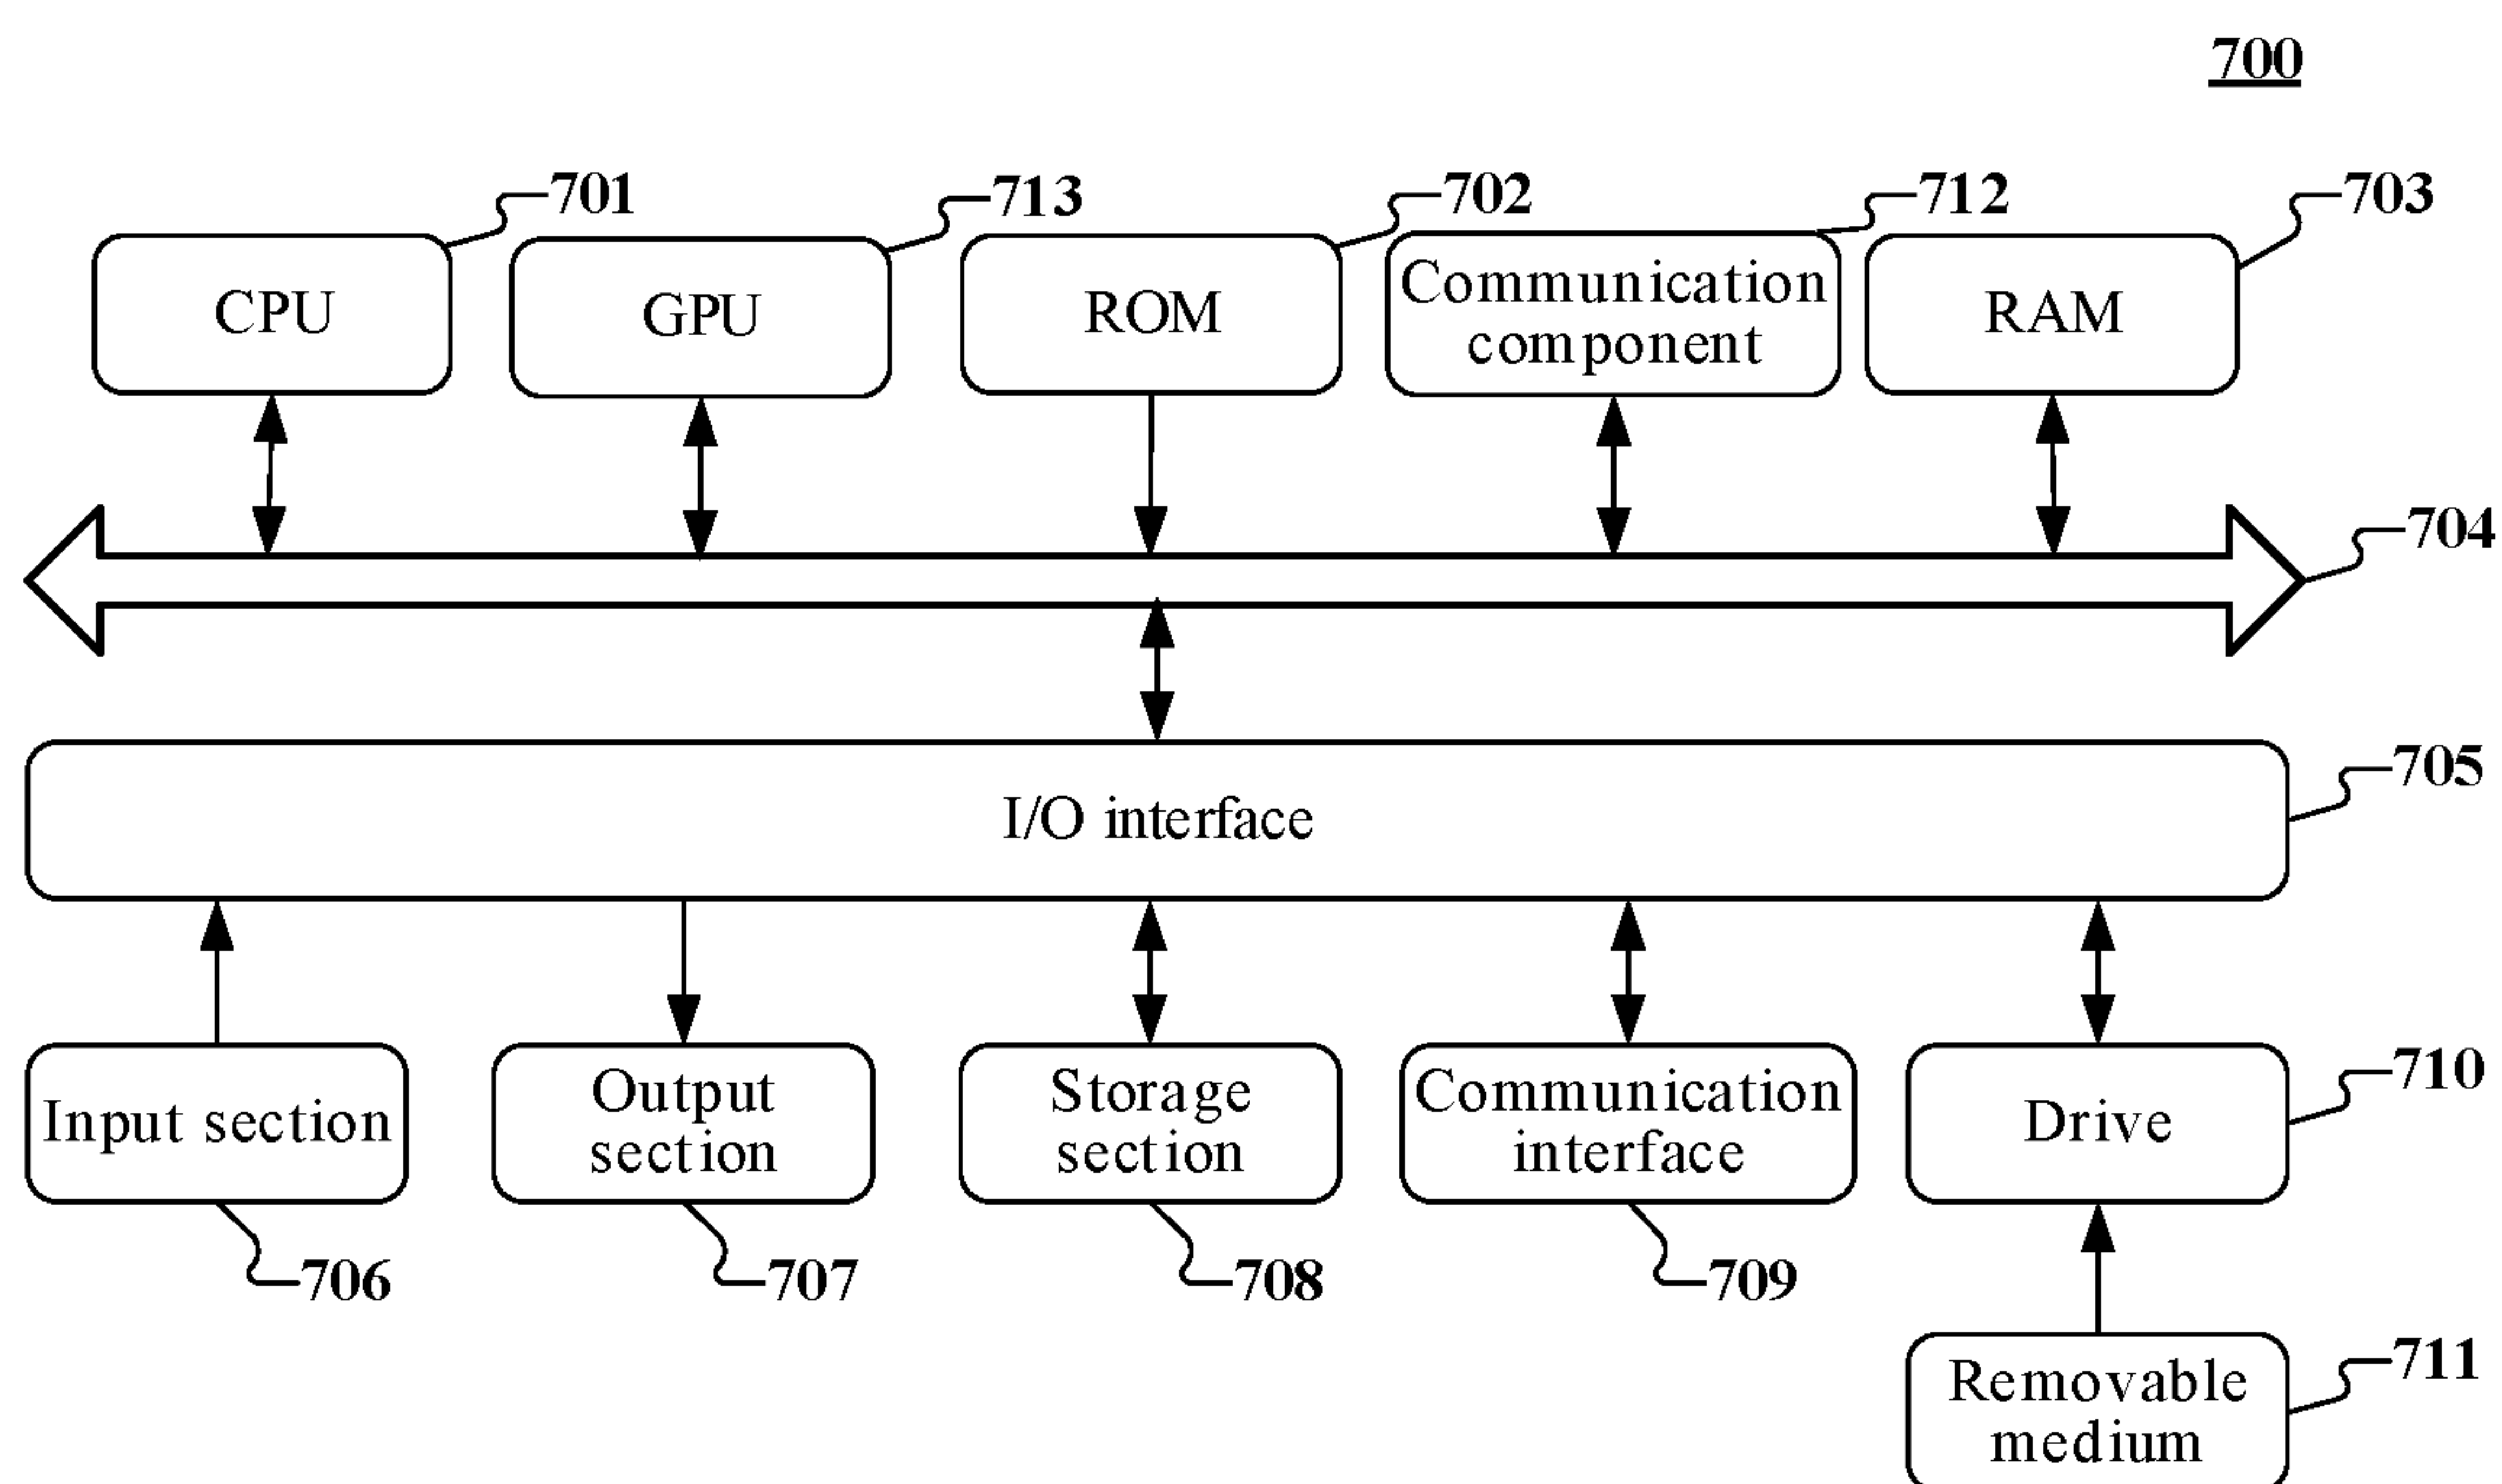 700
701
713
702
712
703
CPU
GPU
ROM
Communication
component
RAM
704
705
I/O interface
710
Input section
Output
section
Storage
section
Communication
interface
Drive
706
707
708
709
711
Removable
medium